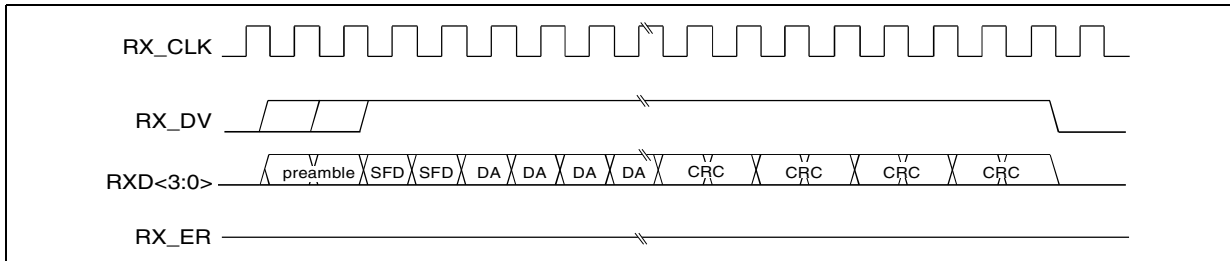 RX_CLK
RX_DV
RXD<3:0> preamble SFD SFD DA DA DA DA CRC CRC CRC CRC
RX_ER